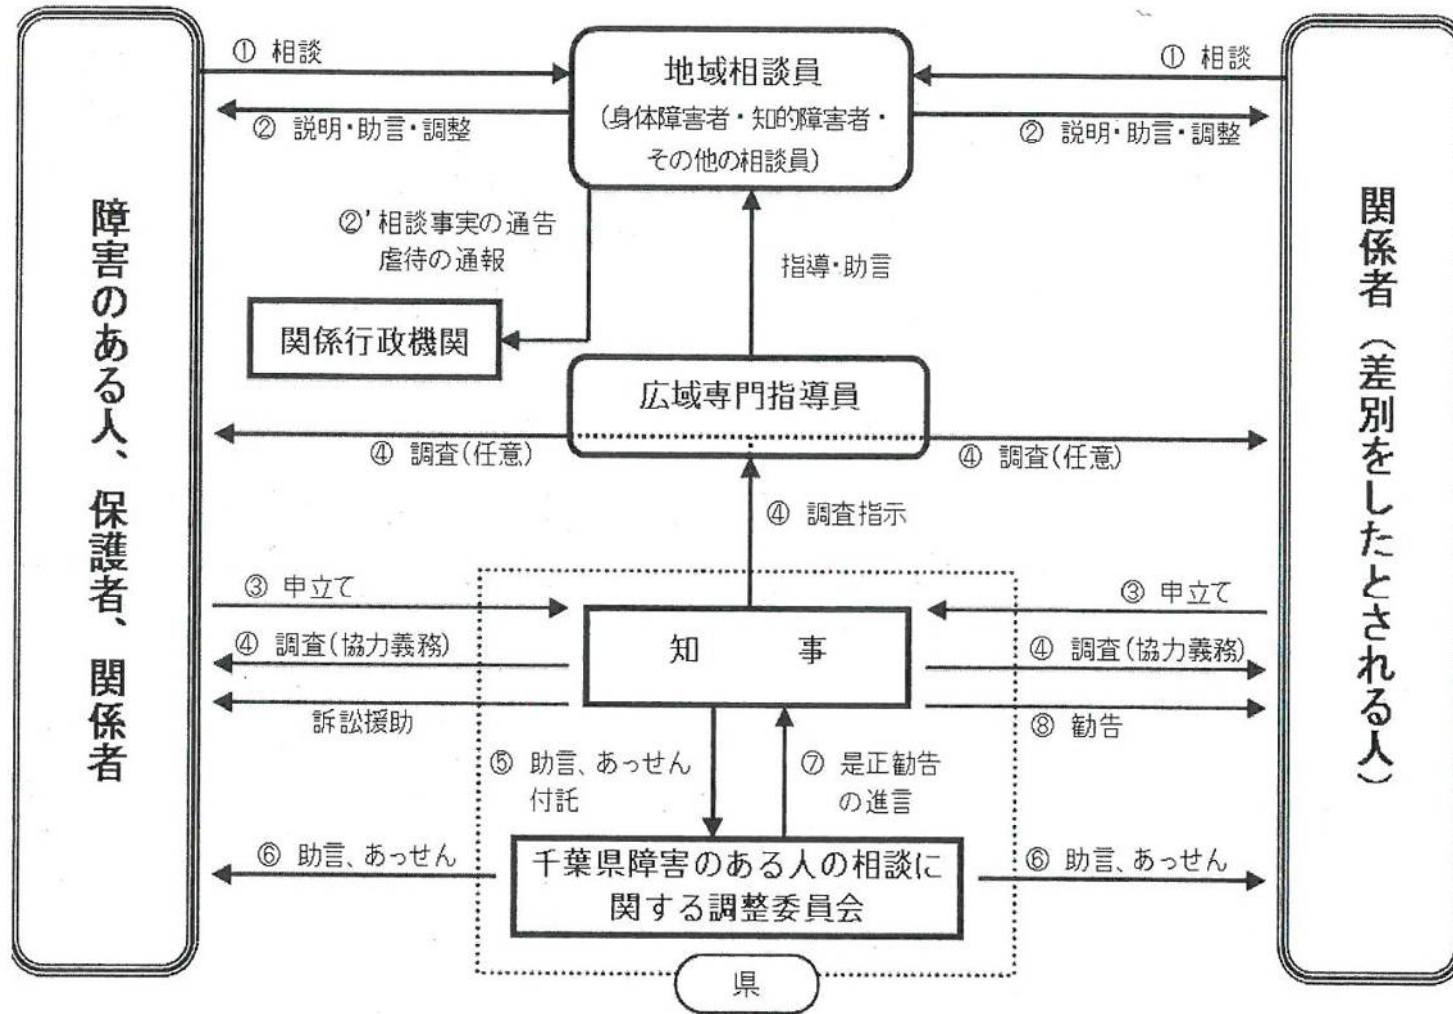 ① 相談
② 説明・助言・調整
地域相談員
(身体障害者・知的障害者・
その他の相談員)
① 相談
② 説明・助言・調整
障害のある人、保護者、関係者
関係者(差別をしたとされる人)
②'相談事実の通告
虐待の通報
指導・助言
関係行政機関
広域専門指導員
④ 調査(任意)
④ 調査(任意)
④ 調査指示
③ 申立て
③ 申立て
知 事
④ 調査(協力義務)
④ 調査(協力義務)
訴訟援助
⑧ 勧告
⑤ 助言、あっせん
付託
⑦ 是正勧告
の進言
千葉県障害のある人の相談に
関する調整委員会
⑥ 助言、あっせん
⑥ 助言、あっせん
県